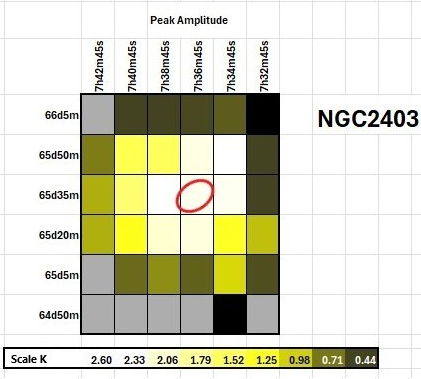 Peak Amplitude
7h42m45s 7h40m45s 7h38m45s 7h36m45s 7h34m45s 7h32m45s
66d5m
NGC2403
65d50m
65d35m
65d20m
65d5m
64d50m
Scale K 2.60 2.33 2.06 1.79 1.52 1.25 0.98 0.71 0.44